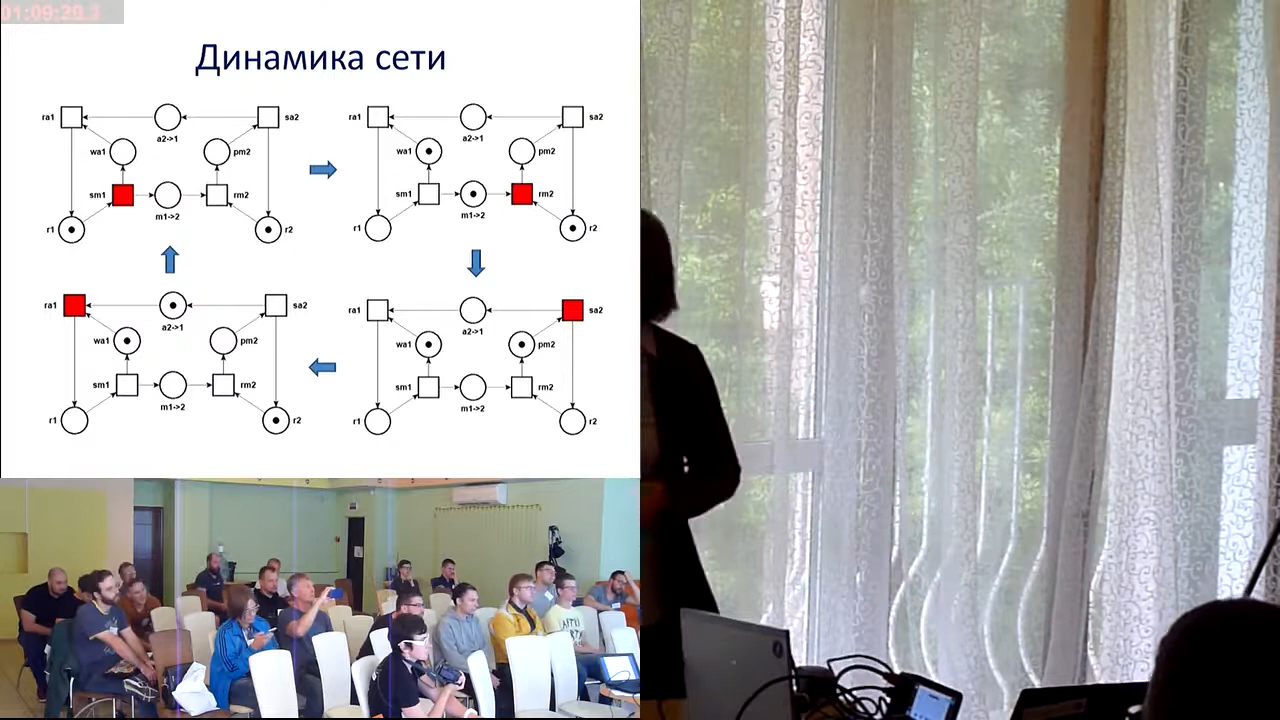 01:09:39.3
Динамика сети
ra1
a2->1
sa2
wa1
pm2
sm1
rm2
m1->2
r1
r2
ra1
a2->1
sa2
wa1
pm2
sm1
rm2
m1->2
r1
r2
ra1
a2->1
sa2
wa1
pm2
sm1
rm2
m1->2
r1
r2
ra1
a2->1
sa2
wa1
pm2
sm1
rm2
m1->2
r1
r2